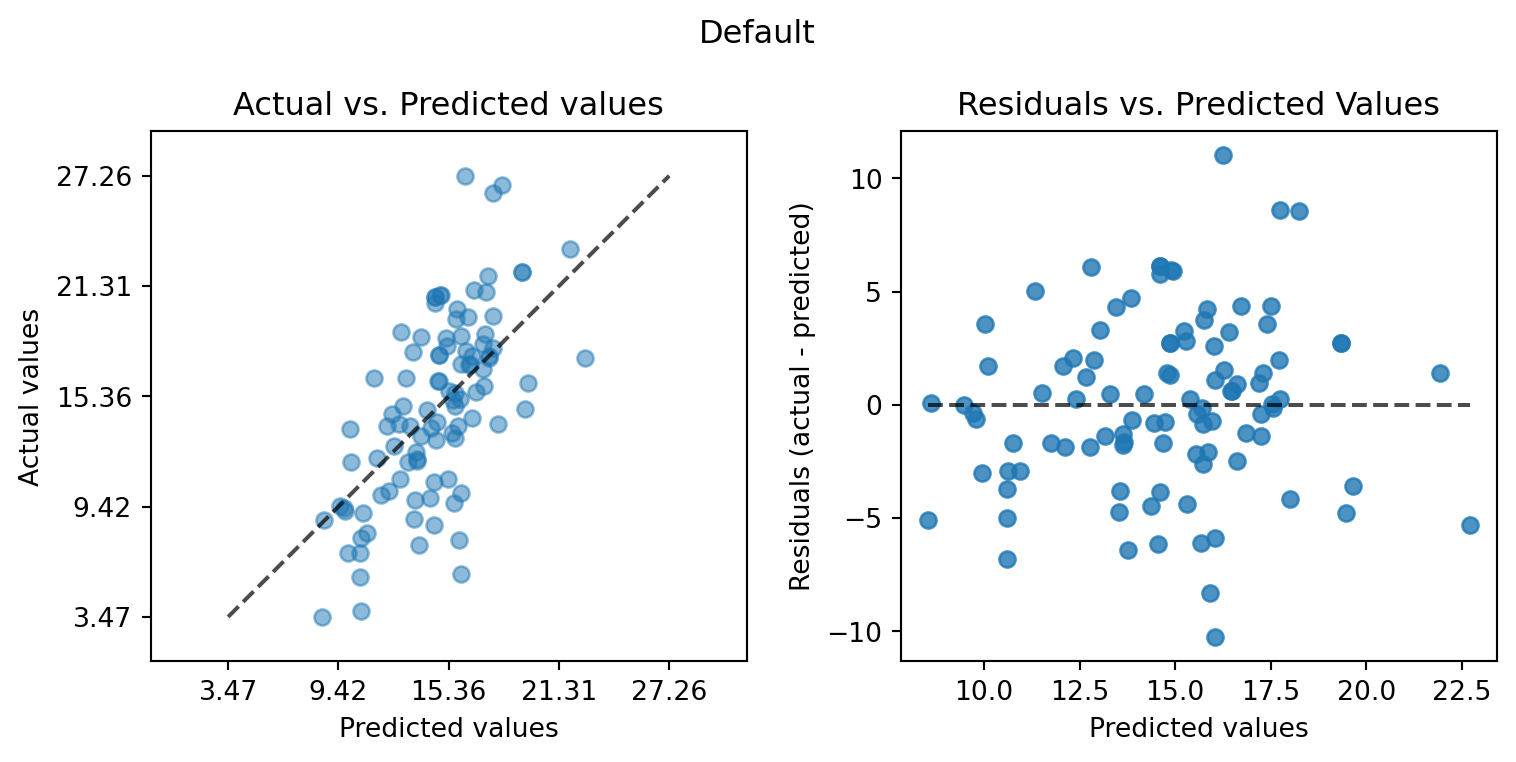 Default
Actual vs. Predicted values
27.26
21.31
15.36
9.42
3.47
Actual values
3.47 9.42 15.36 21.31 27.26
Predicted values
Residuals vs. Predicted Values
10
5
0
−5
−10
Residuals (actual - predicted)
10.0 12.5 15.0 17.5 20.0 22.5
Predicted values